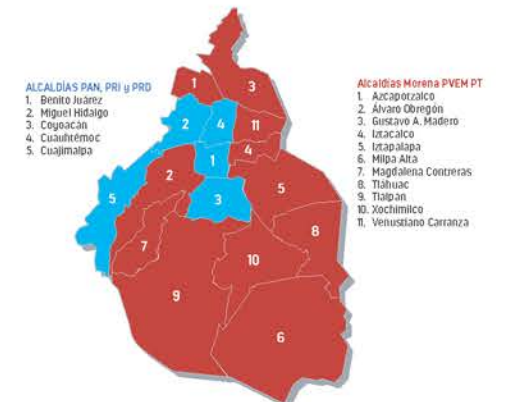 ALCALDÍAS PAN, PRI y PRD
1. Benito Juárez
2. Miguel Hidalgo
3. Coyoacán
4. Cuauhtémoc
5. Cuajimalpa
Alcaldías Morena PVEM PT
1. Azcapotzalco
2. Álvaro Obregón
3. Gustavo A. Madero
4. Iztacalco
5. Iztapalapa
6. Milpa Alta
7. Magdalena Contreras
8. Tláhuac
9. Tlalpan
10. Xochimilco
11. Venustiano Carranza
1
3
2
4
11
4
1
2
5
5
3
7
8
10
9
6